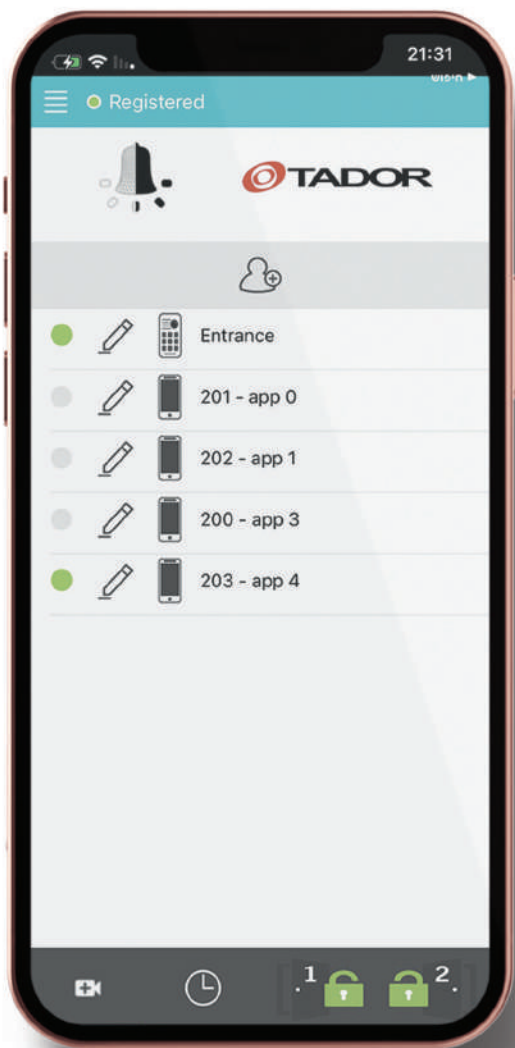 21:31
Registered
TADOR
Entrance
201 - app 0
202 - app 1
200 - app 3
203 - app 4
.1
2.